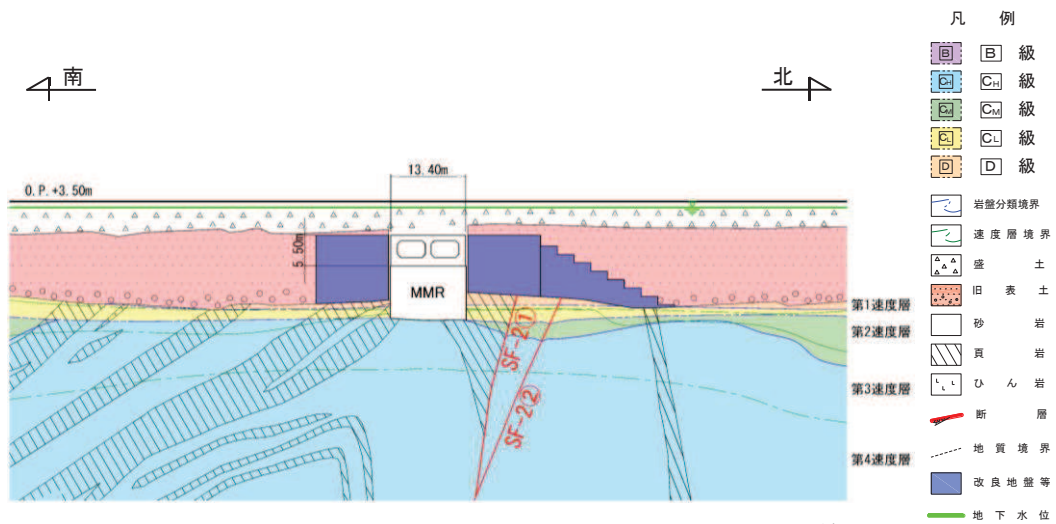 凡 例
B B 級
CH CH 級
CM CM 級
CL CL 級
D D 級
岩盤分類境界
速度層境界
盛土
旧表土
砂岩
頁岩
ひん岩
断層
地質境界
改良地盤等
地下水位
南
北
13.40m
O.P.+3.50m
5.50m
MMR
SF-2①
SF-2②
第1速度層
第2速度層
第3速度層
第4速度層